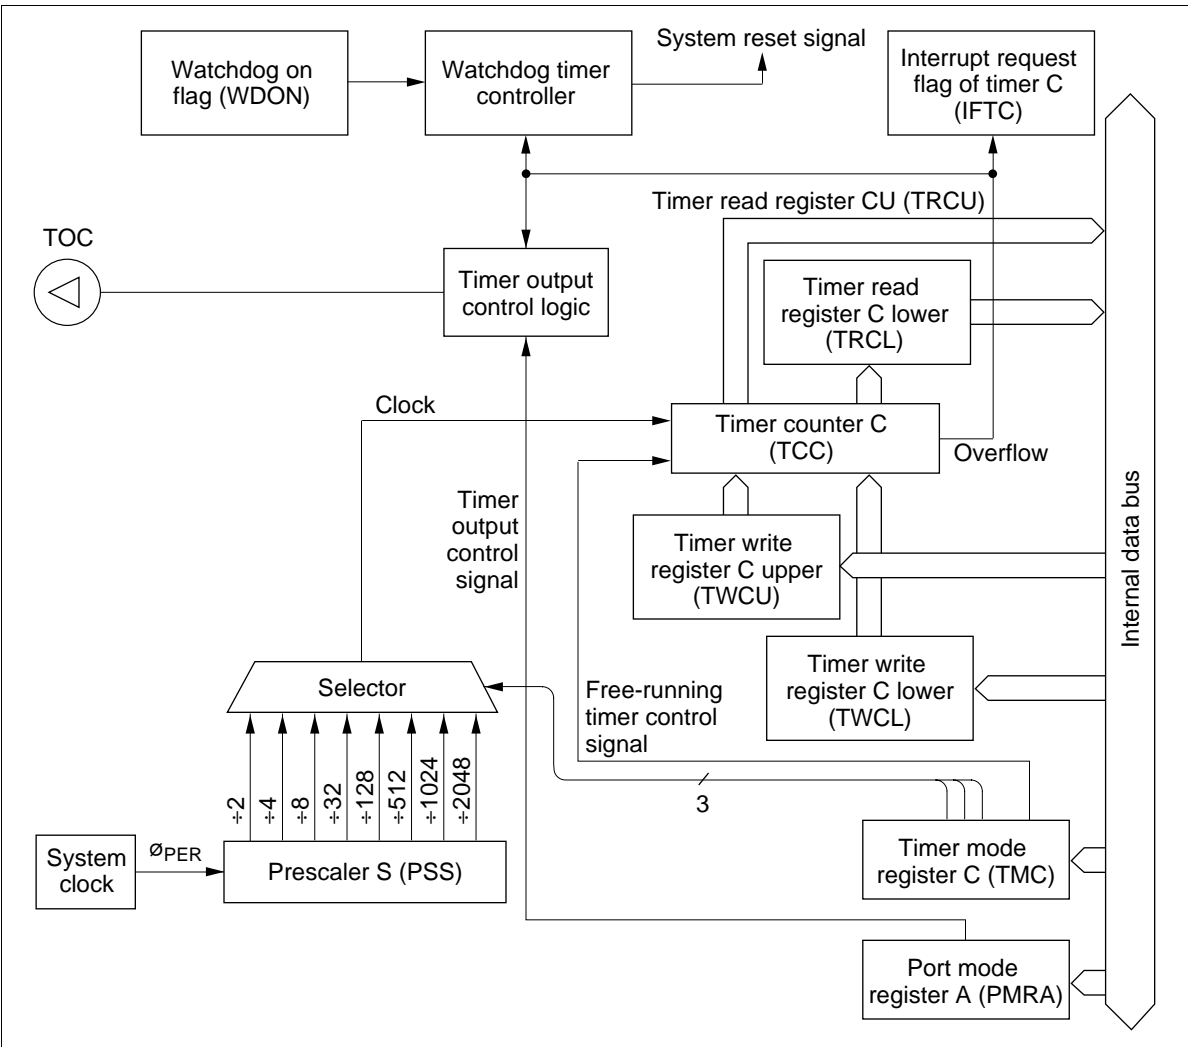 Watchdog on
flag (WDON)
Watchdog timer
controller
System reset signal
Interrupt request
flag of timer C
(IFTC)
Timer read register CU (TRCU)
TOC
Timer output
control logic
Timer read
register C lower
(TRCL)
Clock
Timer counter C
(TCC)
Overflow
Timer
output
control
signal
Timer write
register C upper
(TWCU)
Internal data bus
Timer write
register C lower
(TWCL)
Selector
Free-running
timer control
signal
÷2
÷4
÷8
÷32
÷128
÷512
÷1024
÷2048
3
System
clock
øPER
Prescaler S (PSS)
Timer mode
register C (TMC)
Port mode
register A (PMRA)